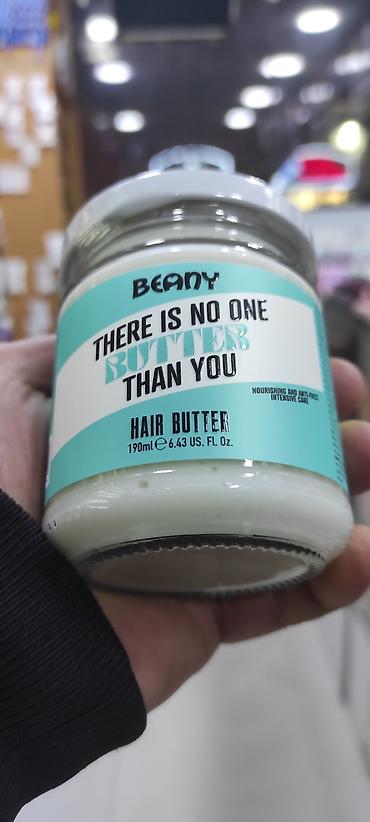 BEANY
THERE IS NO ONE
BUTTER
THAN YOU
NOURISHING AND ANTI-FRIZZ
INTENSIVE CARE
HAIR BUTTER
190ml℮6.43 US. FL Oz.